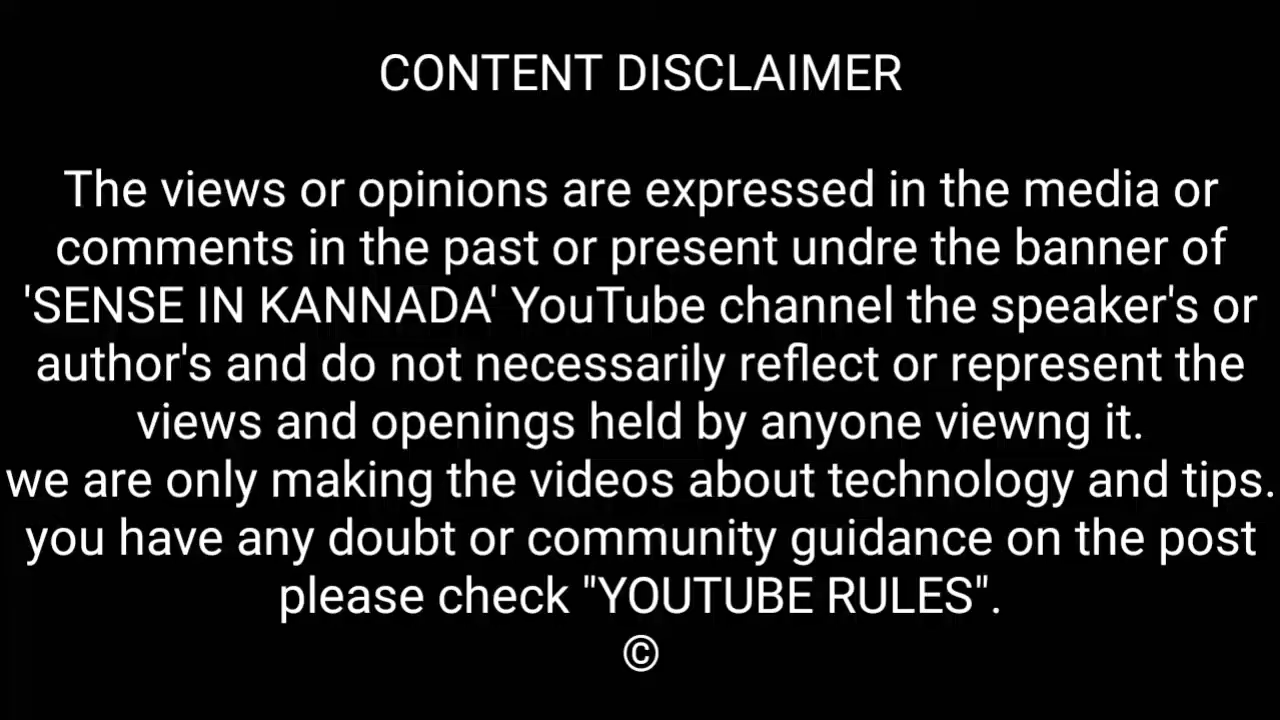 CONTENT DISCLAIMER
The views or opinions are expressed in the media or
comments in the past or present undre the banner of
'SENSE IN KANNADA' YouTube channel the speaker's or
author's and do not necessarily reflect or represent the
views and openings held by anyone viewng it.
we are only making the videos about technology and tips.
you have any doubt or community guidance on the post
please check "YOUTUBE RULES".
©